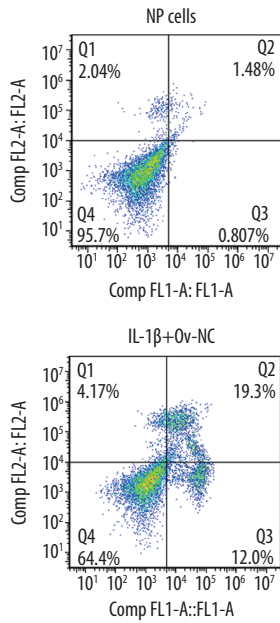 NP cells
Comp FL2-A: FL2-A
10⁷
10⁶
10⁵
10⁴
10³
10²
10¹
Q1
2.04%
Q2
1.48%
Q4
95.7%
Q3
0.807%
10¹ 10² 10³ 10⁴ 10⁵ 10⁶ 10⁷
Comp FL1-A: FL1-A
IL-1β+Ov-NC
Comp FL2-A: FL2-A
10⁷
10⁶
10⁵
10⁴
10³
10²
10¹
Q1
4.17%
Q2
19.3%
Q4
64.4%
Q3
12.0%
10¹ 10² 10³ 10⁴ 10⁵ 10⁶ 10⁷
Comp FL1-A::FL1-A